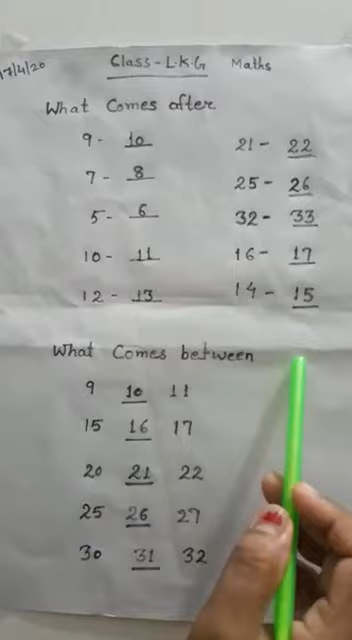 17/4/20
Class-L.K.G Maths
What Comes after
9- 10 21- 22
7- 8 25- 26
5- 6 32- 33
10- 11 16- 17
12- 13 14- 15
What Comes between
9 10 11
15 16 17
20 21 22
25 26 27
30 31 32